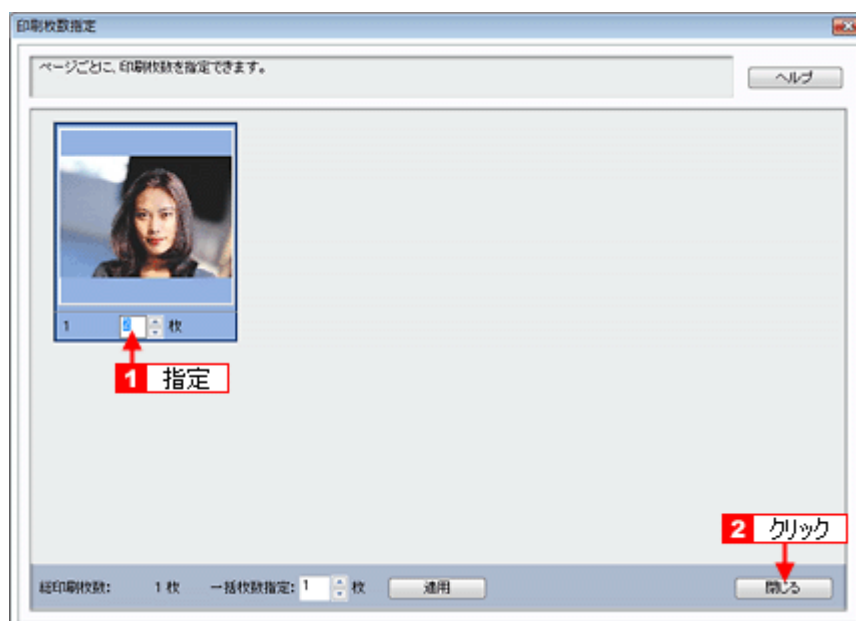 印刷枚数指定
ページごとに、印刷枚数を指定できます。
ヘルプ
1 2 枚
1 指定
2 クリック
総印刷枚数: 1 枚 一括枚数指定: 1 枚 適用 閉じる